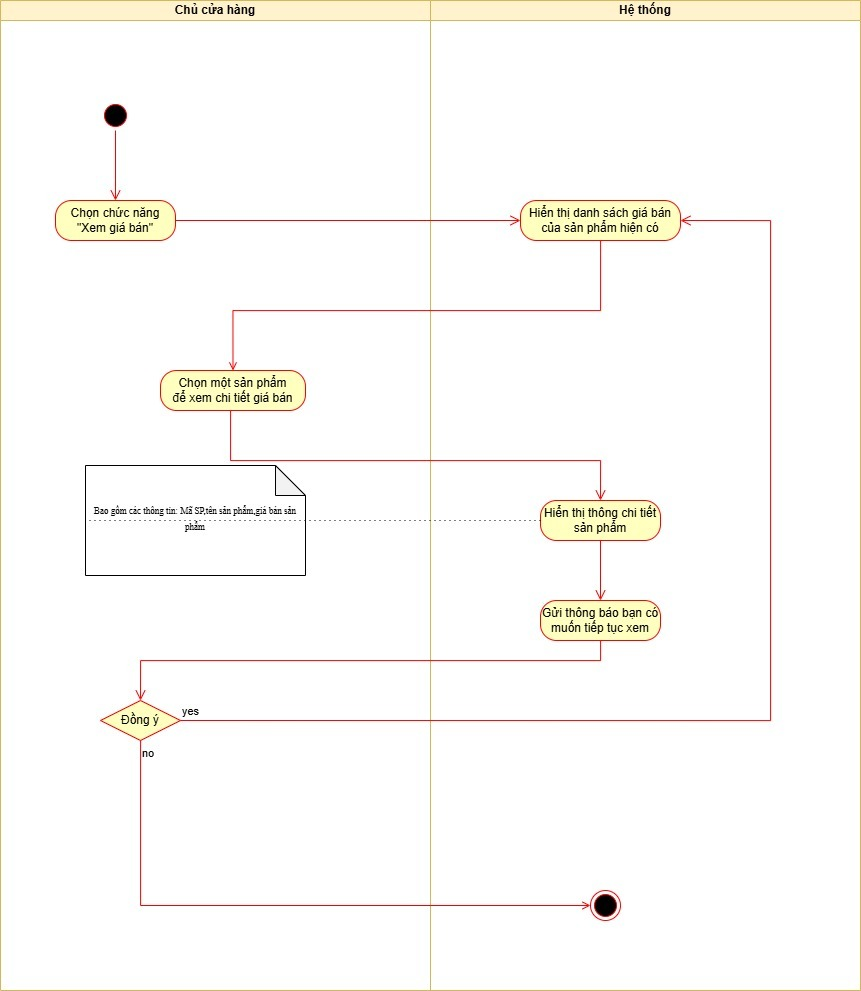 Chủ cửa hàng
Hệ thống
Chọn chức năng
"Xem giá bán"
Hiển thị danh sách giá bán
của sản phẩm hiện có
Chọn một sản phẩm
để xem chi tiết giá bán
Bao gồm các thông tin: Mã SP,tên sản phẩm,giá bán sản
phẩm
Hiển thị thông chi tiết
sản phẩm
Gửi thông báo bạn có
muốn tiếp tục xem
Đồng ý
yes
no